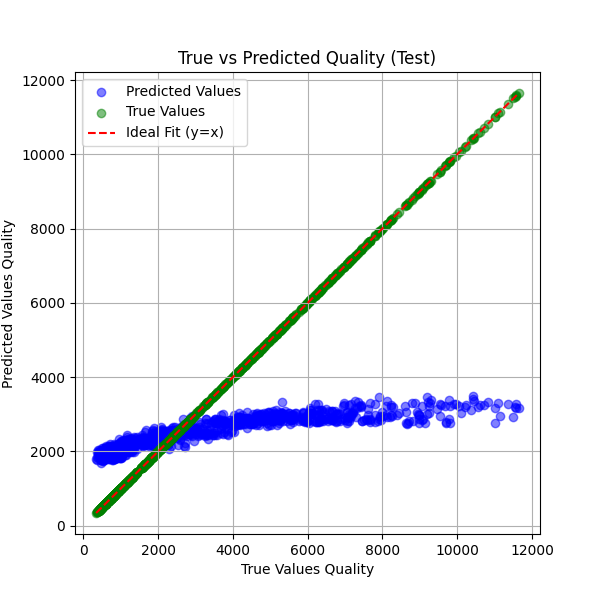 True vs Predicted Quality (Test)
Predicted Values
True Values
Ideal Fit (y=x)
12000
10000
8000
6000
4000
2000
0
Predicted Values Quality
0 2000 4000 6000 8000 10000 12000
True Values Quality